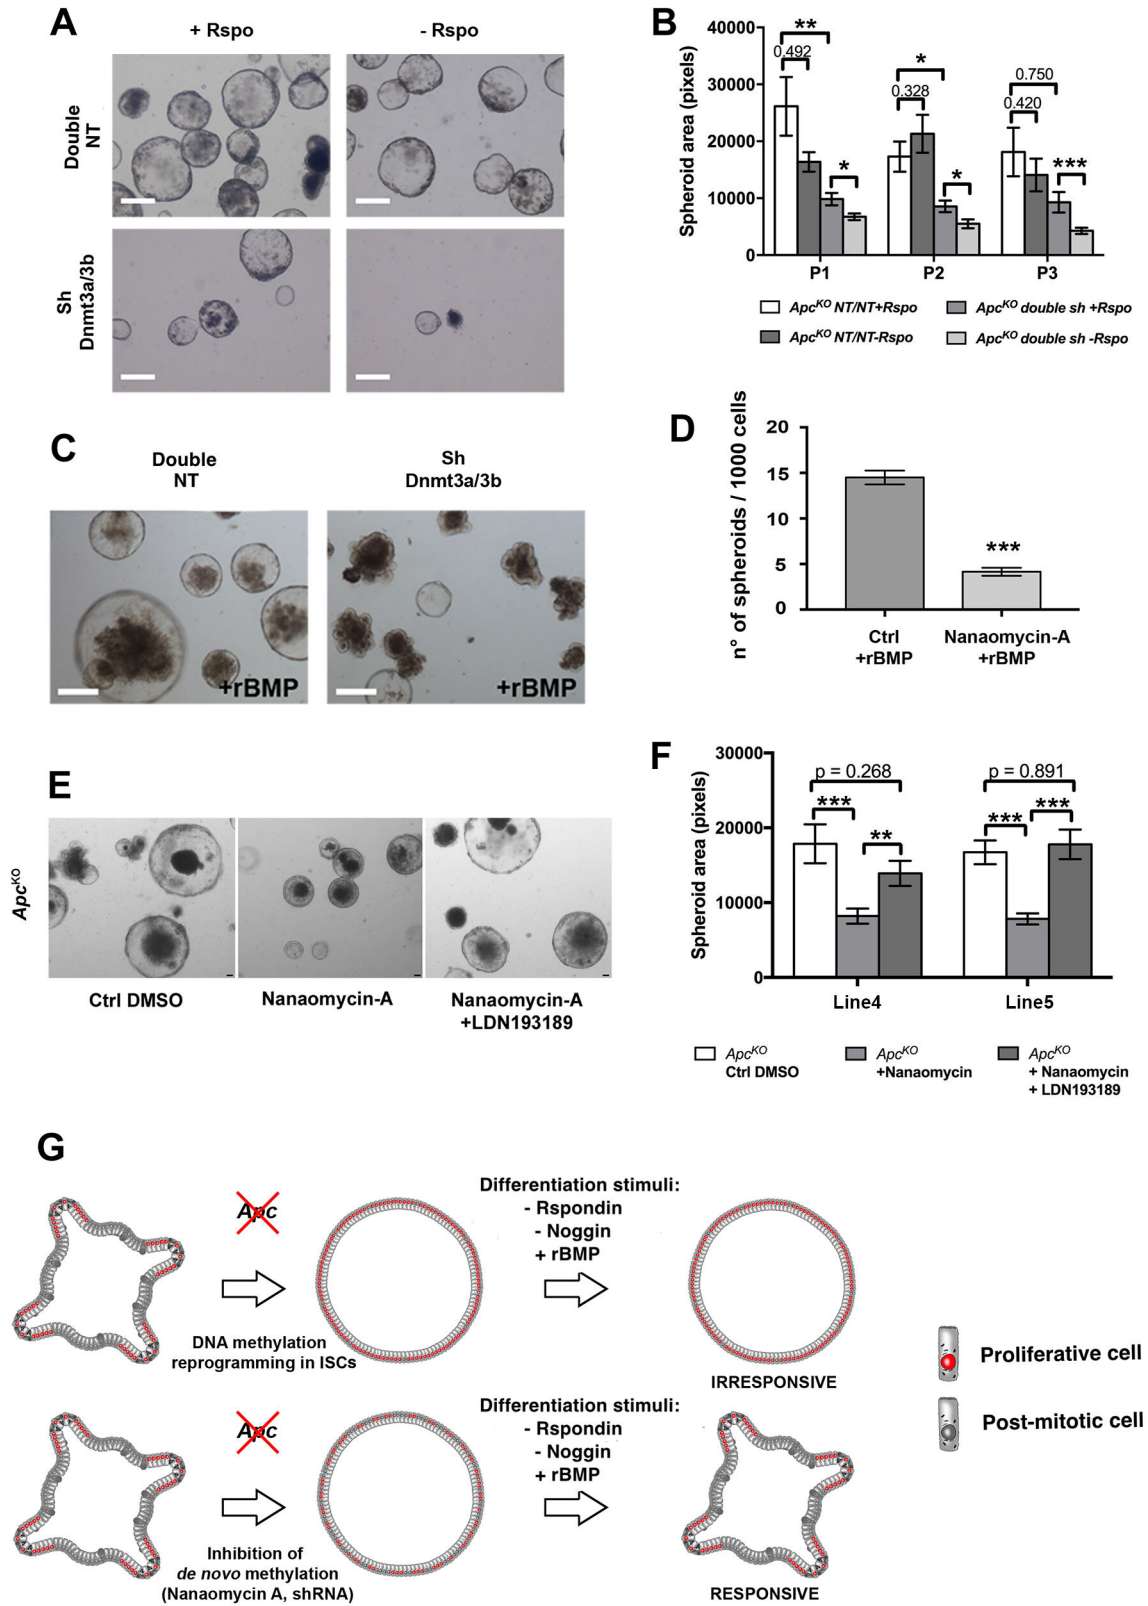 A
+ Rspo
- Rspo
Double
NT
Sh
Dnmt3a/3b
B
Spheroid area (pixels)
40000
30000
20000
10000
0
**
0.492
*
*
0.328
*
0.750
0.420
***
P1
P2
P3
ApcKO NT/NT+Rspo
ApcKO double sh +Rspo
ApcKO NT/NT-Rspo
ApcKO double sh -Rspo
C
Double
NT
Sh
Dnmt3a/3b
+rBMP
+rBMP
D
n° of spheroids / 1000 cells
20
15
10
5
0
***
Ctrl
+rBMP
Nanaomycin-A
+rBMP
E
ApcKO
Ctrl DMSO
Nanaomycin-A
Nanaomycin-A
+LDN193189
F
Spheroid area (pixels)
30000
20000
10000
0
p = 0.268
***
**
p = 0.891
***
***
Line4
Line5
ApcKO
Ctrl DMSO
ApcKO
+Nanaomycin
ApcKO
+ Nanaomycin
+ LDN193189
G
Apc
DNA methylation
reprogramming in ISCs
Differentiation stimuli:
- Rspondin
- Noggin
+ rBMP
IRRESPONSIVE
Proliferative cell
Post-mitotic cell
Apc
Inhibition of
de novo methylation
(Nanaomycin A, shRNA)
Differentiation stimuli:
- Rspondin
- Noggin
+ rBMP
RESPONSIVE